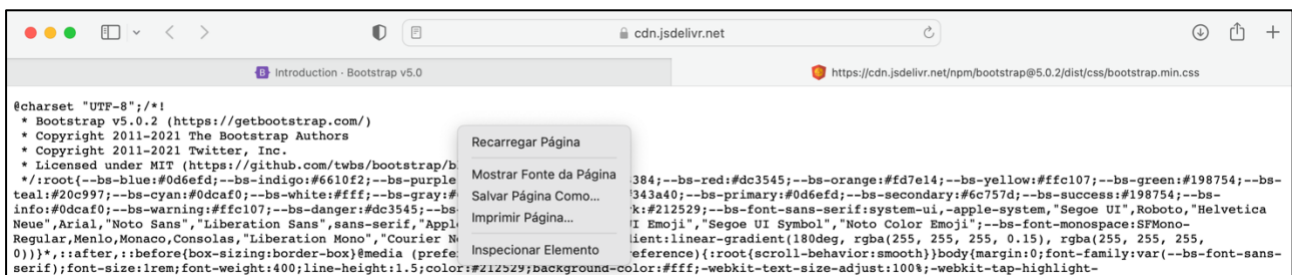 cdn.jsdelivr.net
Introduction · Bootstrap v5.0
https://cdn.jsdelivr.net/npm/bootstrap@5.0.2/dist/css/bootstrap.min.css
@charset "UTF-8";/*!
* Bootstrap v5.0.2 (https://getbootstrap.com/)
* Copyright 2011-2021 The Bootstrap Authors
* Copyright 2011-2021 Twitter, Inc.
* Licensed under MIT (https://github.com/twbs/bootstrap/b
*/:root{--bs-blue:#0d6efd;--bs-indigo:#6610f2;--bs-purple 384;--bs-red:#dc3545;--bs-orange:#fd7e14;--bs-yellow:#ffc107;--bs-green:#198754;--bs-
teal:#20c997;--bs-cyan:#0dcaf0;--bs-white:#fff;--bs-gray:# 343a40;--bs-primary:#0d6efd;--bs-secondary:#6c757d;--bs-success:#198754;--bs-
info:#0dcaf0;--bs-warning:#ffc107;--bs-danger:#dc3545;--bs k:#212529;--bs-font-sans-serif:system-ui,-apple-system,"Segoe UI",Roboto,"Helvetica
Neue",Arial,"Noto Sans","Liberation Sans",sans-serif,"Appl I Emoji","Segoe UI Symbol","Noto Color Emoji";--bs-font-monospace:SFMono-
Regular,Menlo,Monaco,Consolas,"Liberation Mono","Courier N ient:linear-gradient(180deg, rgba(255, 255, 255, 0.15), rgba(255, 255, 255,
0))}*,::after,::before{box-sizing:border-box}@media (prefe eference){:root{scroll-behavior:smooth}}body{margin:0;font-family:var(--bs-font-sans-
serif);font-size:1rem;font-weight:400;line-height:1.5;color:#212529;background-color:#fff;-webkit-text-size-adjust:100%;-webkit-tap-highlight-
Recarregar Página
Mostrar Fonte da Página
Salvar Página Como...
Imprimir Página...
Inspecionar Elemento